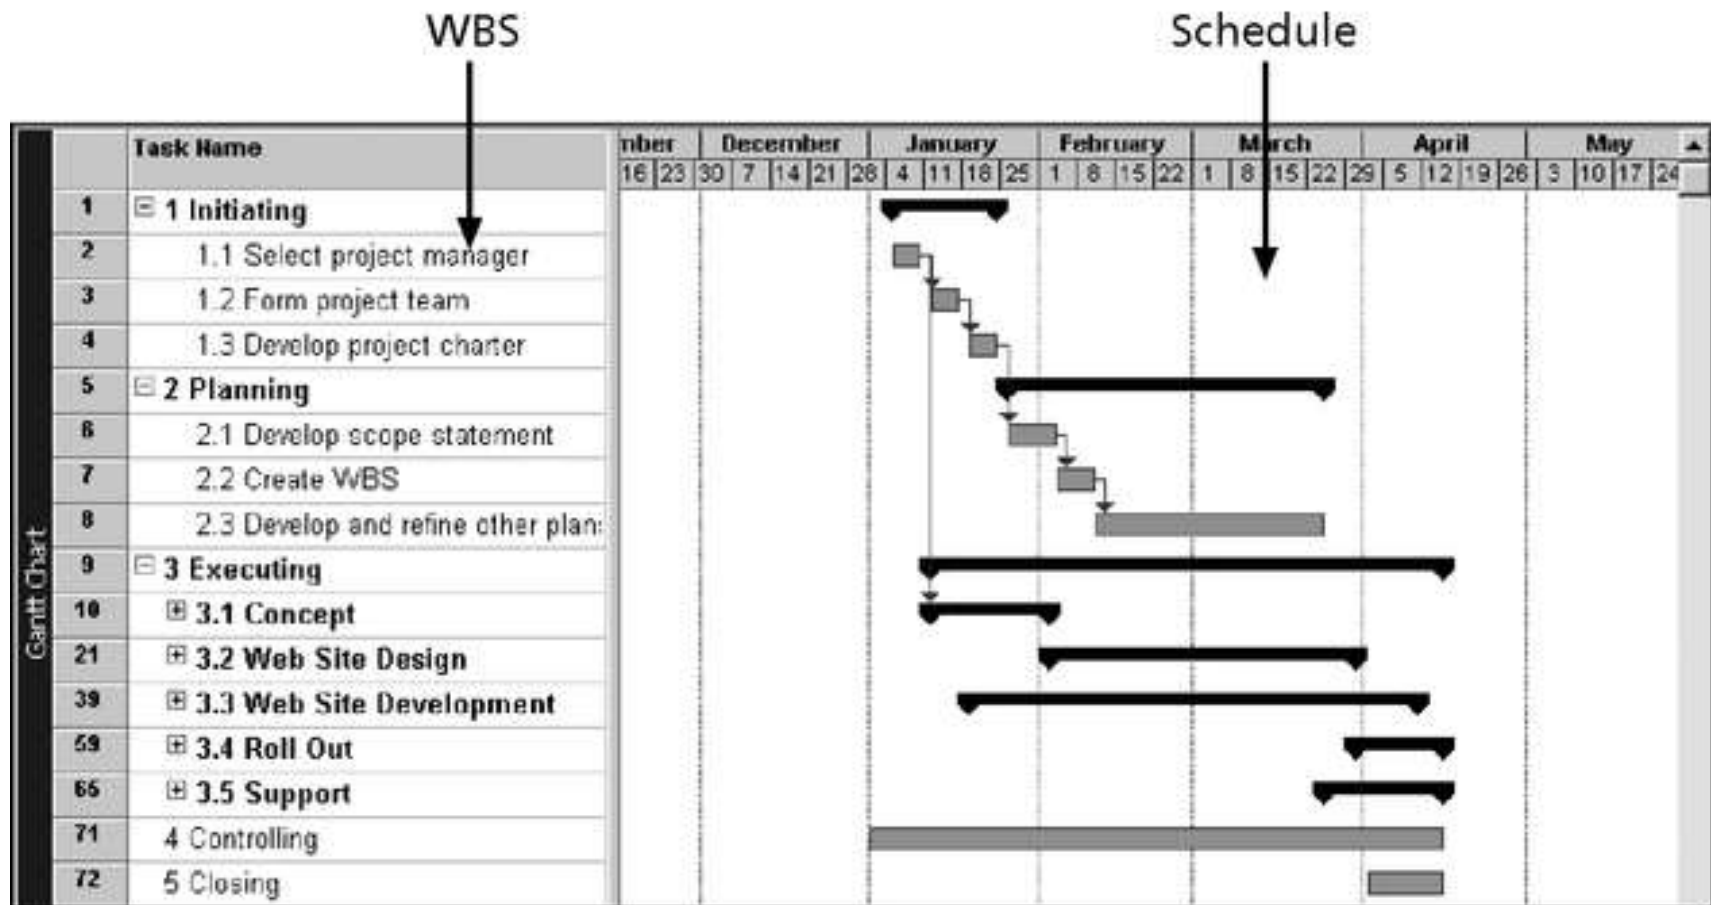 WBS Schedule
Task Name mber December January February March April May
16 23 30 7 14 21 28 4 11 18 25 1 8 15 22 1 8 15 22 29 5 12 19 26 3 10 17 24
1 1 Initiating
2 1.1 Select project manager
3 1.2 Form project team
4 1.3 Develop project charter
5 2 Planning
6 2.1 Develop scope statement
7 2.2 Create WBS
8 2.3 Develop and refine other plans
9 3 Executing
10 3.1 Concept
21 3.2 Web Site Design
39 3.3 Web Site Development
59 3.4 Roll Out
65 3.5 Support
71 4 Controlling
72 5 Closing
Gantt Chart